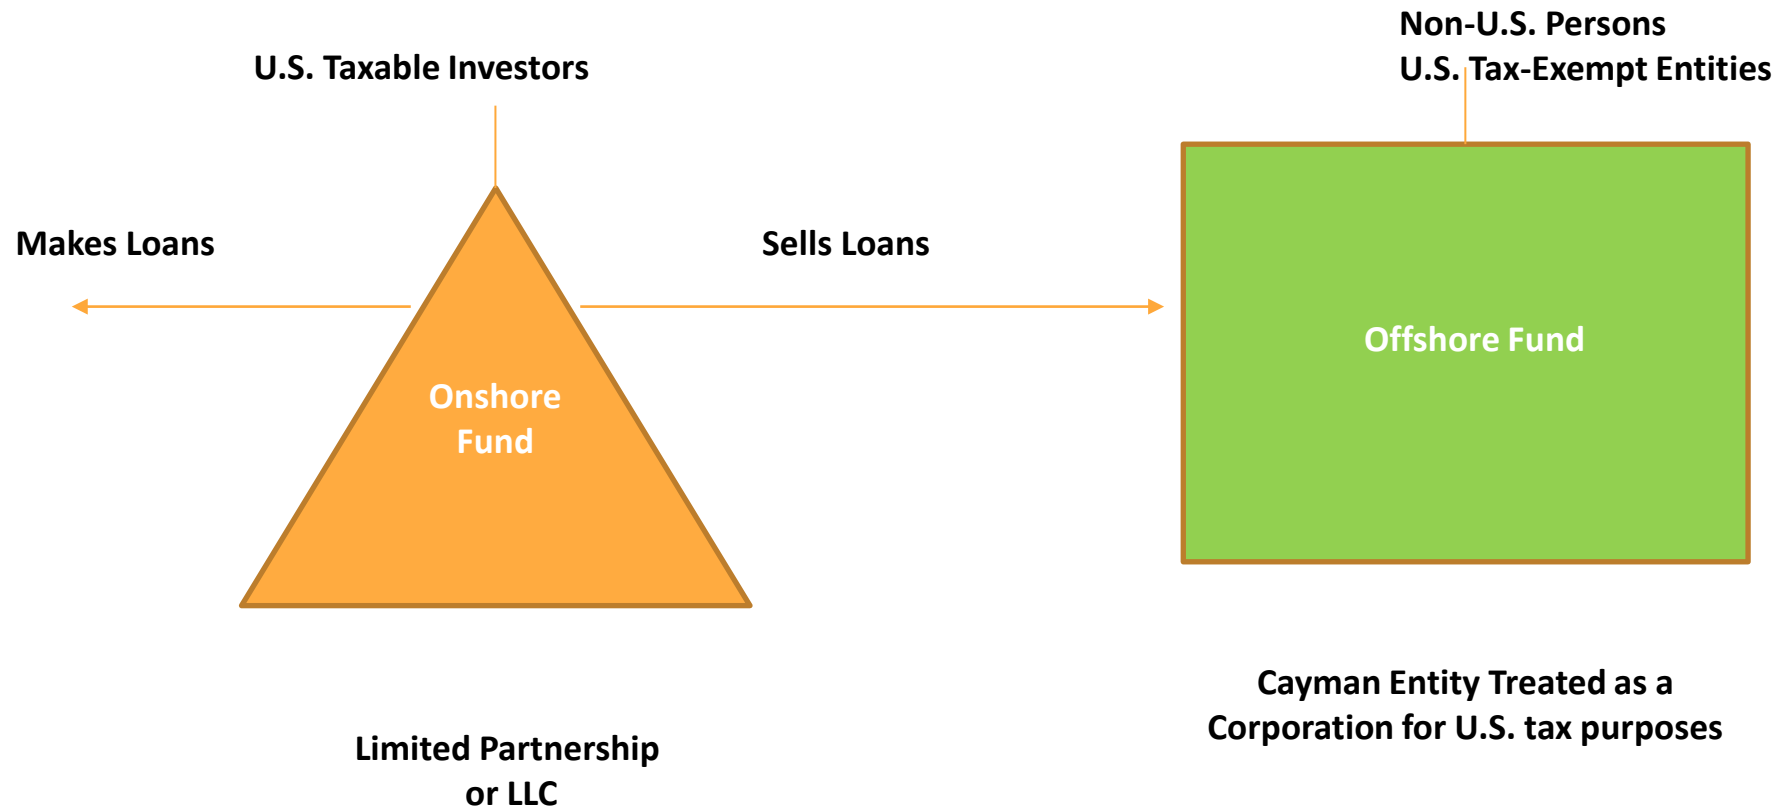 Non-U.S. Persons
U.S. Tax-Exempt Entities
U.S. Taxable Investors
Makes Loans
Sells Loans
Offshore Fund
Onshore
Fund
Cayman Entity Treated as a
Corporation for U.S. tax purposes
Limited Partnership
or LLC